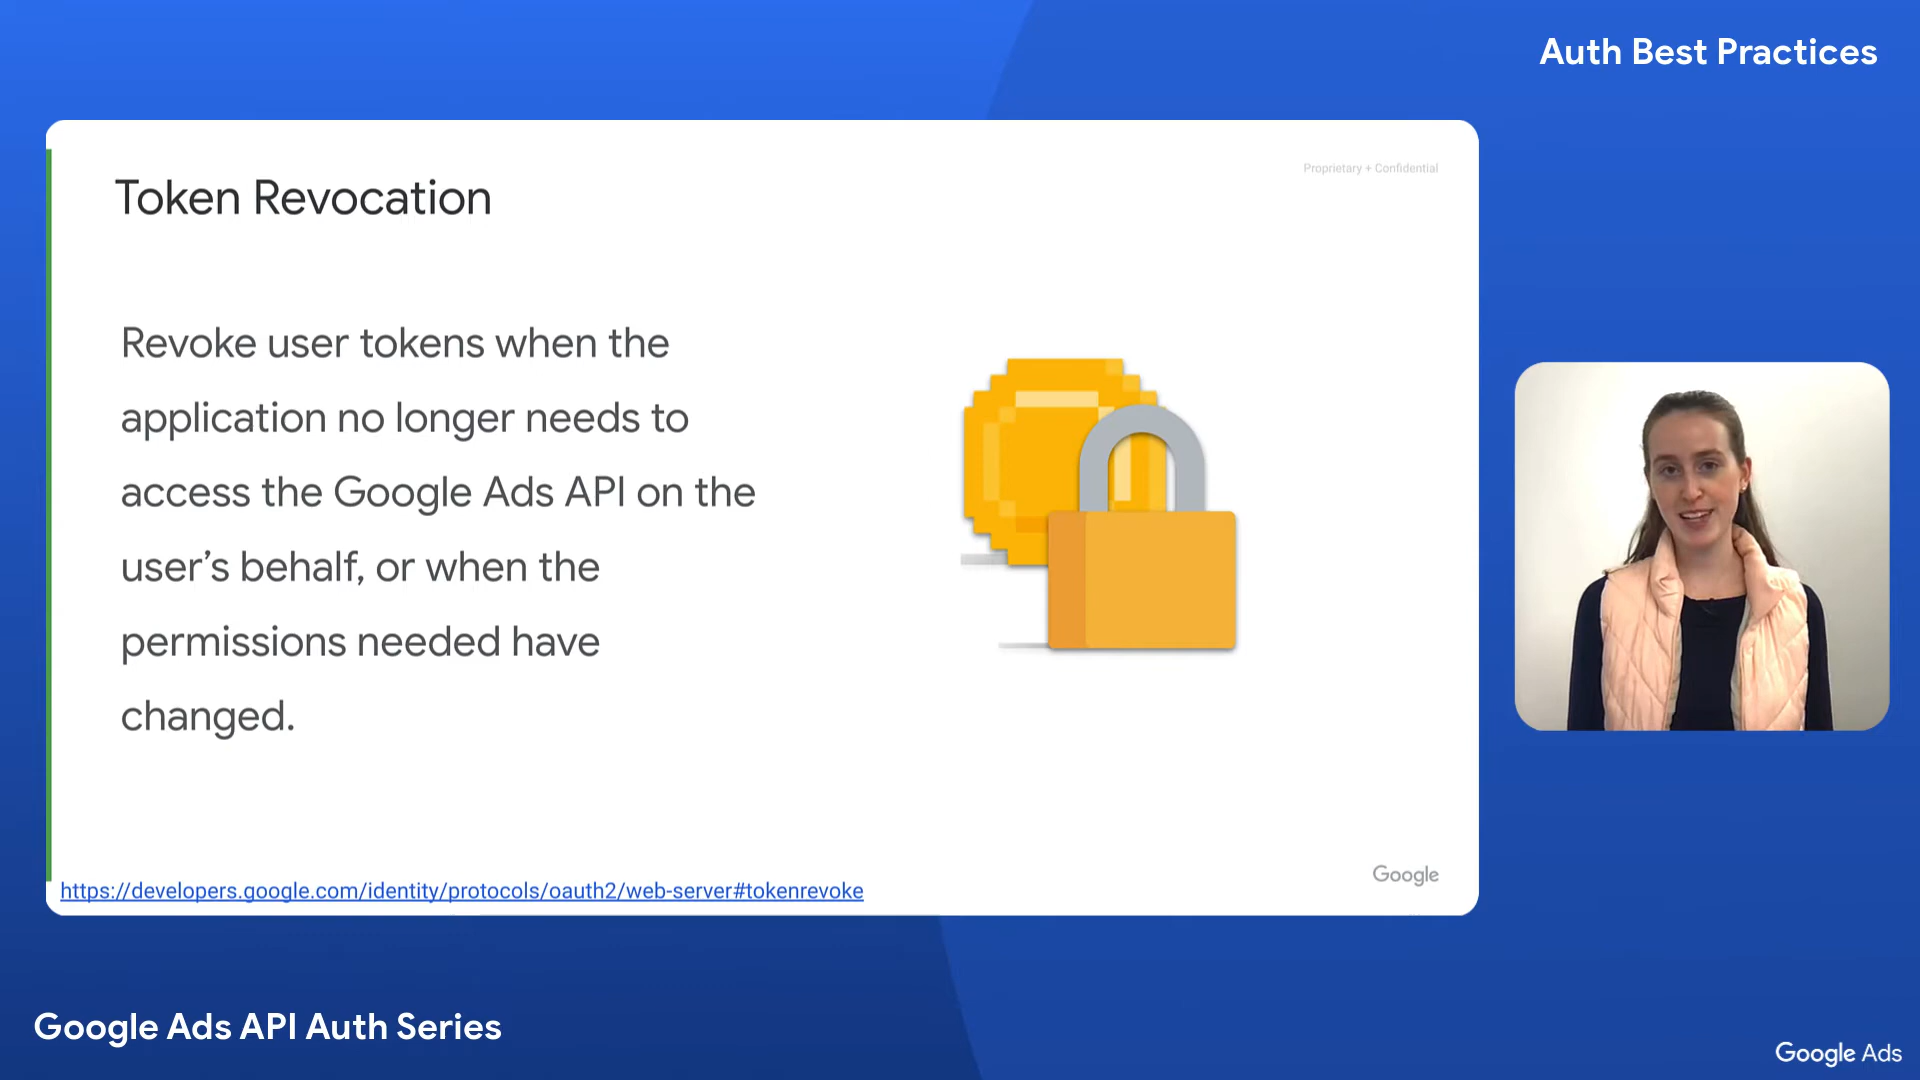 Auth Best Practices
Proprietary + Confidential
Token Revocation
Revoke user tokens when the
application no longer needs to
access the Google Ads API on the
user’s behalf, or when the
permissions needed have
changed.
Google
https://developers.google.com/identity/protocols/oauth2/web-server#tokenrevoke
Google Ads API Auth Series
Google Ads